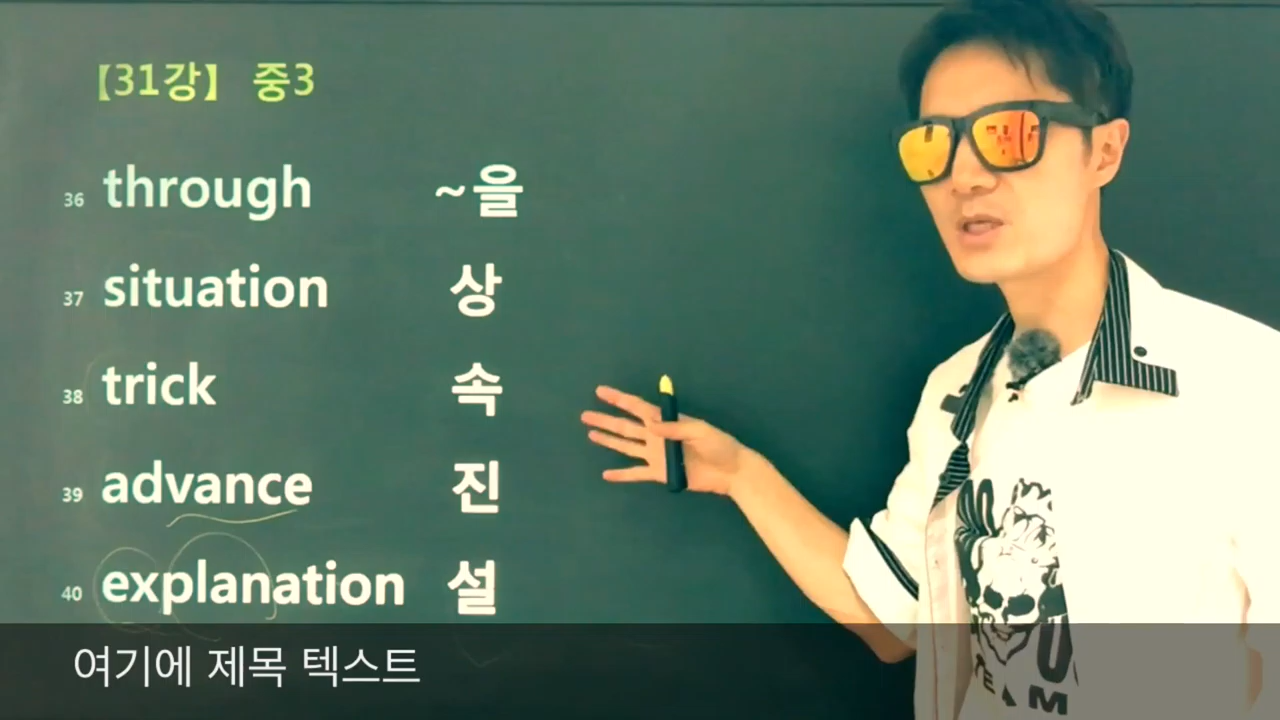 【31강】 중3
36 through ~을
37 situation 상
38 trick 속
39 advance 진
40 explanation 설
여기에 제목 텍스트
TEAM